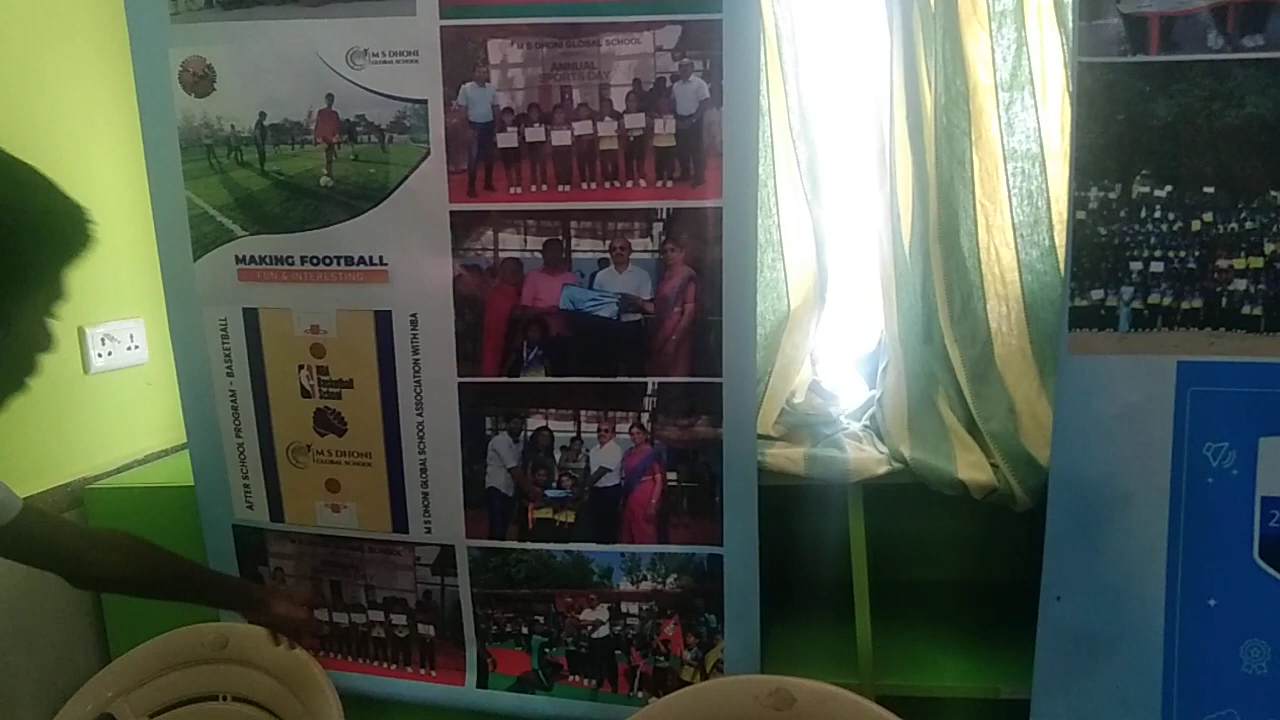 M S DHONI
GLOBAL SCHOOL
MAKING FOOTBALL
FUN & INTERESTING
AFTER SCHOOL PROGRAM - BASKETBALL
NBA
Basketball
School
M S DHONI
GLOBAL SCHOOL
M S DHONI GLOBAL SCHOOL ASSOCIATION WITH NBA
M S DHONI GLOBAL SCHOOL
ANNUAL
SPORTS DAY
2